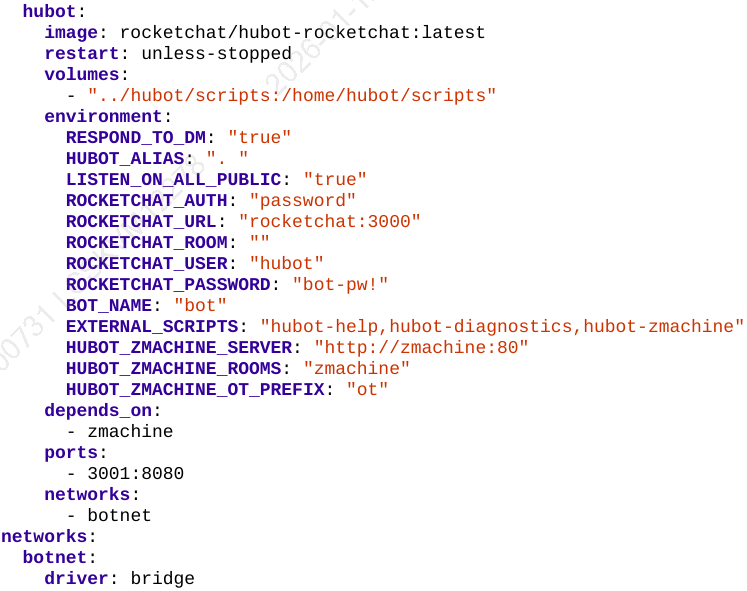 hubot:
    image: rocketchat/hubot-rocketchat:latest
    restart: unless-stopped
    volumes:
      - "../hubot/scripts:/home/hubot/scripts"
    environment:
      RESPOND_TO_DM: "true"
      HUBOT_ALIAS: ". "
      LISTEN_ON_ALL_PUBLIC: "true"
      ROCKETCHAT_AUTH: "password"
      ROCKETCHAT_URL: "rocketchat:3000"
      ROCKETCHAT_ROOM: ""
      ROCKETCHAT_USER: "hubot"
      ROCKETCHAT_PASSWORD: "bot-pw!"
      BOT_NAME: "bot"
      EXTERNAL_SCRIPTS: "hubot-help,hubot-diagnostics,hubot-zmachine"
      HUBOT_ZMACHINE_SERVER: "http://zmachine:80"
      HUBOT_ZMACHINE_ROOMS: "zmachine"
      HUBOT_ZMACHINE_OT_PREFIX: "ot"
    depends_on:
      - zmachine
    ports:
      - 3001:8080
    networks:
      - botnet
networks:
  botnet:
    driver: bridge